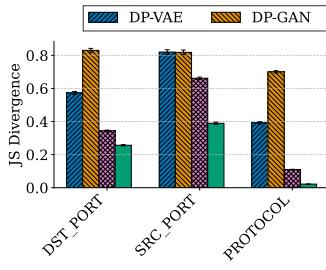 DP-VAE DP-GAN
JS Divergence
0.8
0.6
0.4
0.2
0.0
DST_PORT
SRC_PORT
PROTOCOL